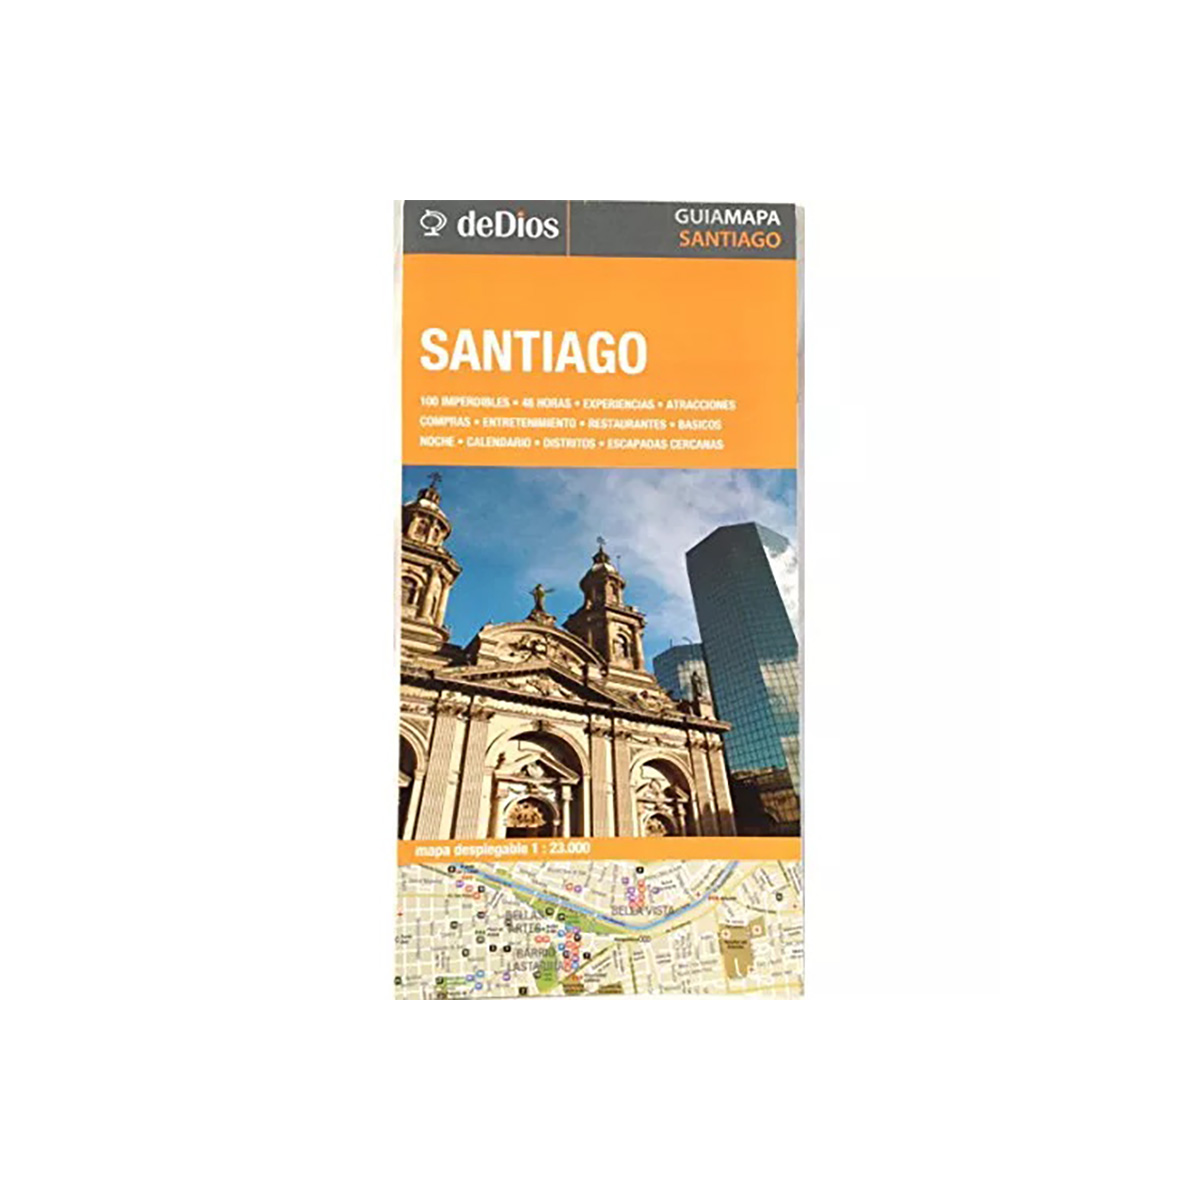 deDios
GUIAMAPA
SANTIAGO
SANTIAGO
100 IMPERDIBLES • 48 HORAS • EXPERIENCIAS • ATRACCIONES
COMPRAS • ENTRETENIMIENTO • RESTAURANTES • BASICOS
NOCHE • CALENDARIO • DISTRITOS • ESCAPADAS CERCANAS
mapa desplegable 1 : 23.000
BELLAVISTA
BELLAS
ARTES
BARRIO
LASTARRIA